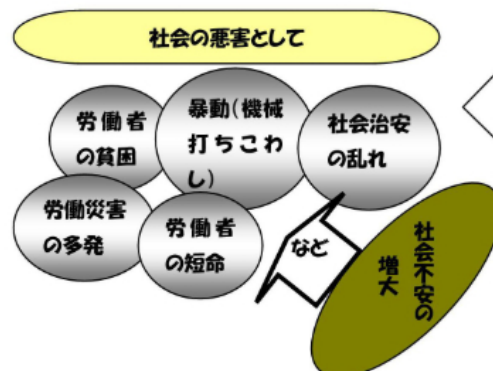 社会の悪害として
労働者
の貧困
暴動(機械
打ちこわ
し)
社会治安
の乱れ
労働災害
の多発
労働者
の短命
など
社会不安の
増大